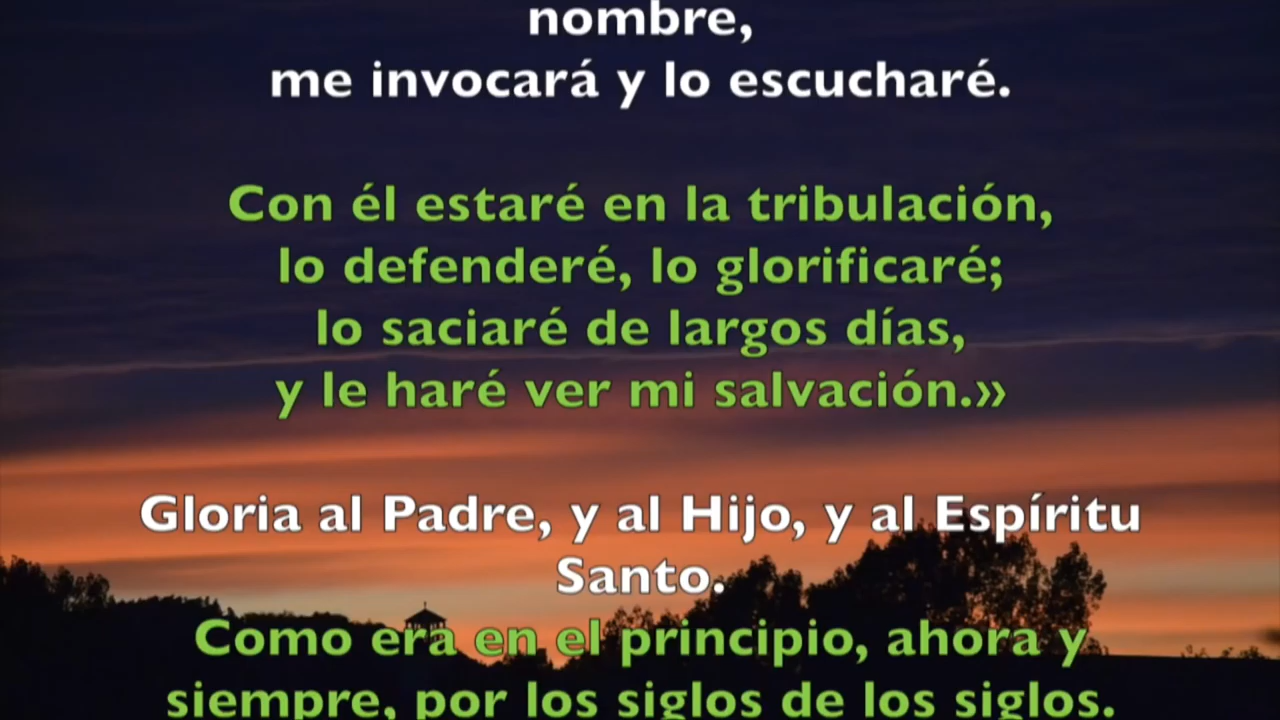 nombre,
me invocará y lo escucharé.
Con él estaré en la tribulación,
lo defenderé, lo glorificaré;
lo saciaré de largos días,
y le haré ver mi salvación.»
Gloria al Padre, y al Hijo, y al Espíritu
Santo.
Como era en el principio, ahora y
siempre, por los siglos de los siglos.